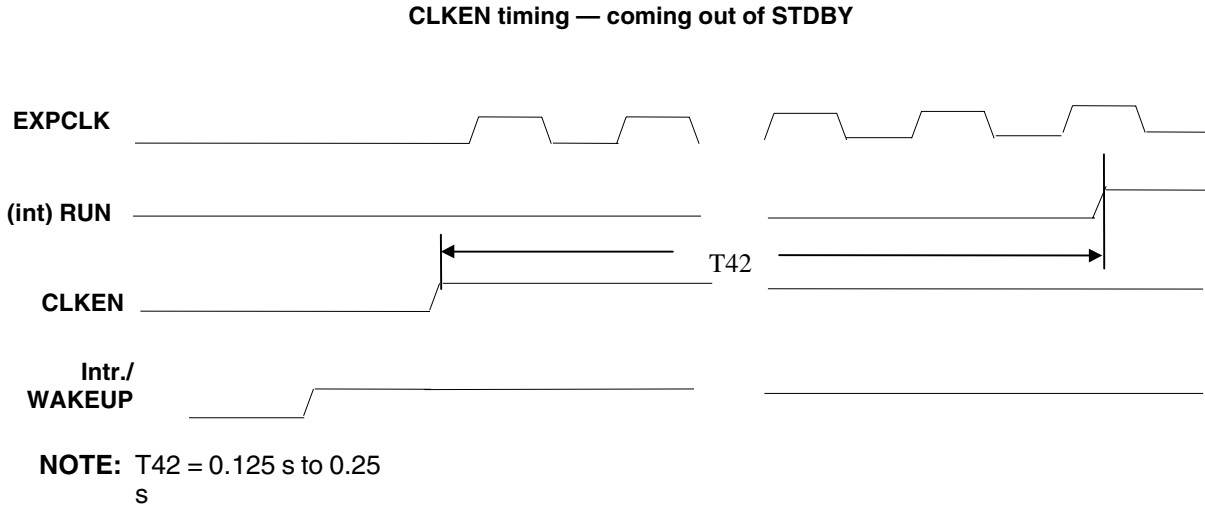 CLKEN timing — coming out of STDBY
EXPCLK
(int) RUN
T42
CLKEN
Intr./
WAKEUP
NOTE: T42 = 0.125 s to 0.25
s